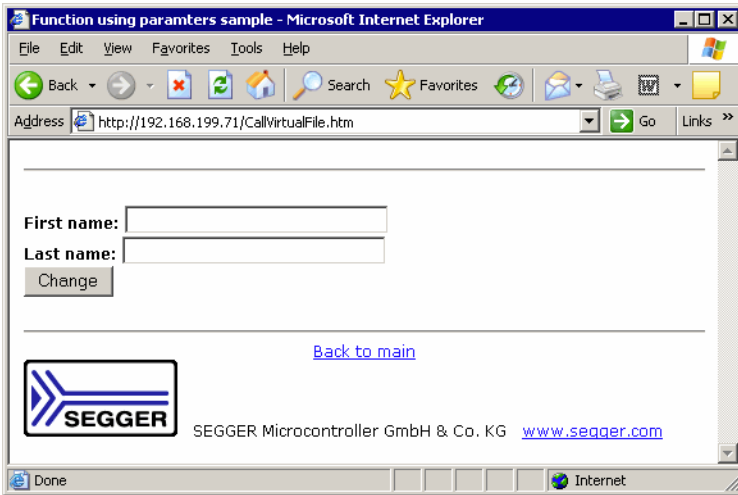 Function using paramters sample - Microsoft Internet Explorer
File Edit View Favorites Tools Help
Back Search Favorites
Address http://192.168.199.71/CallVirtualFile.htm Go Links »
First name:
Last name:
Change
Back to main
SEGGER
SEGGER Microcontroller GmbH & Co. KG www.segger.com
Done Internet